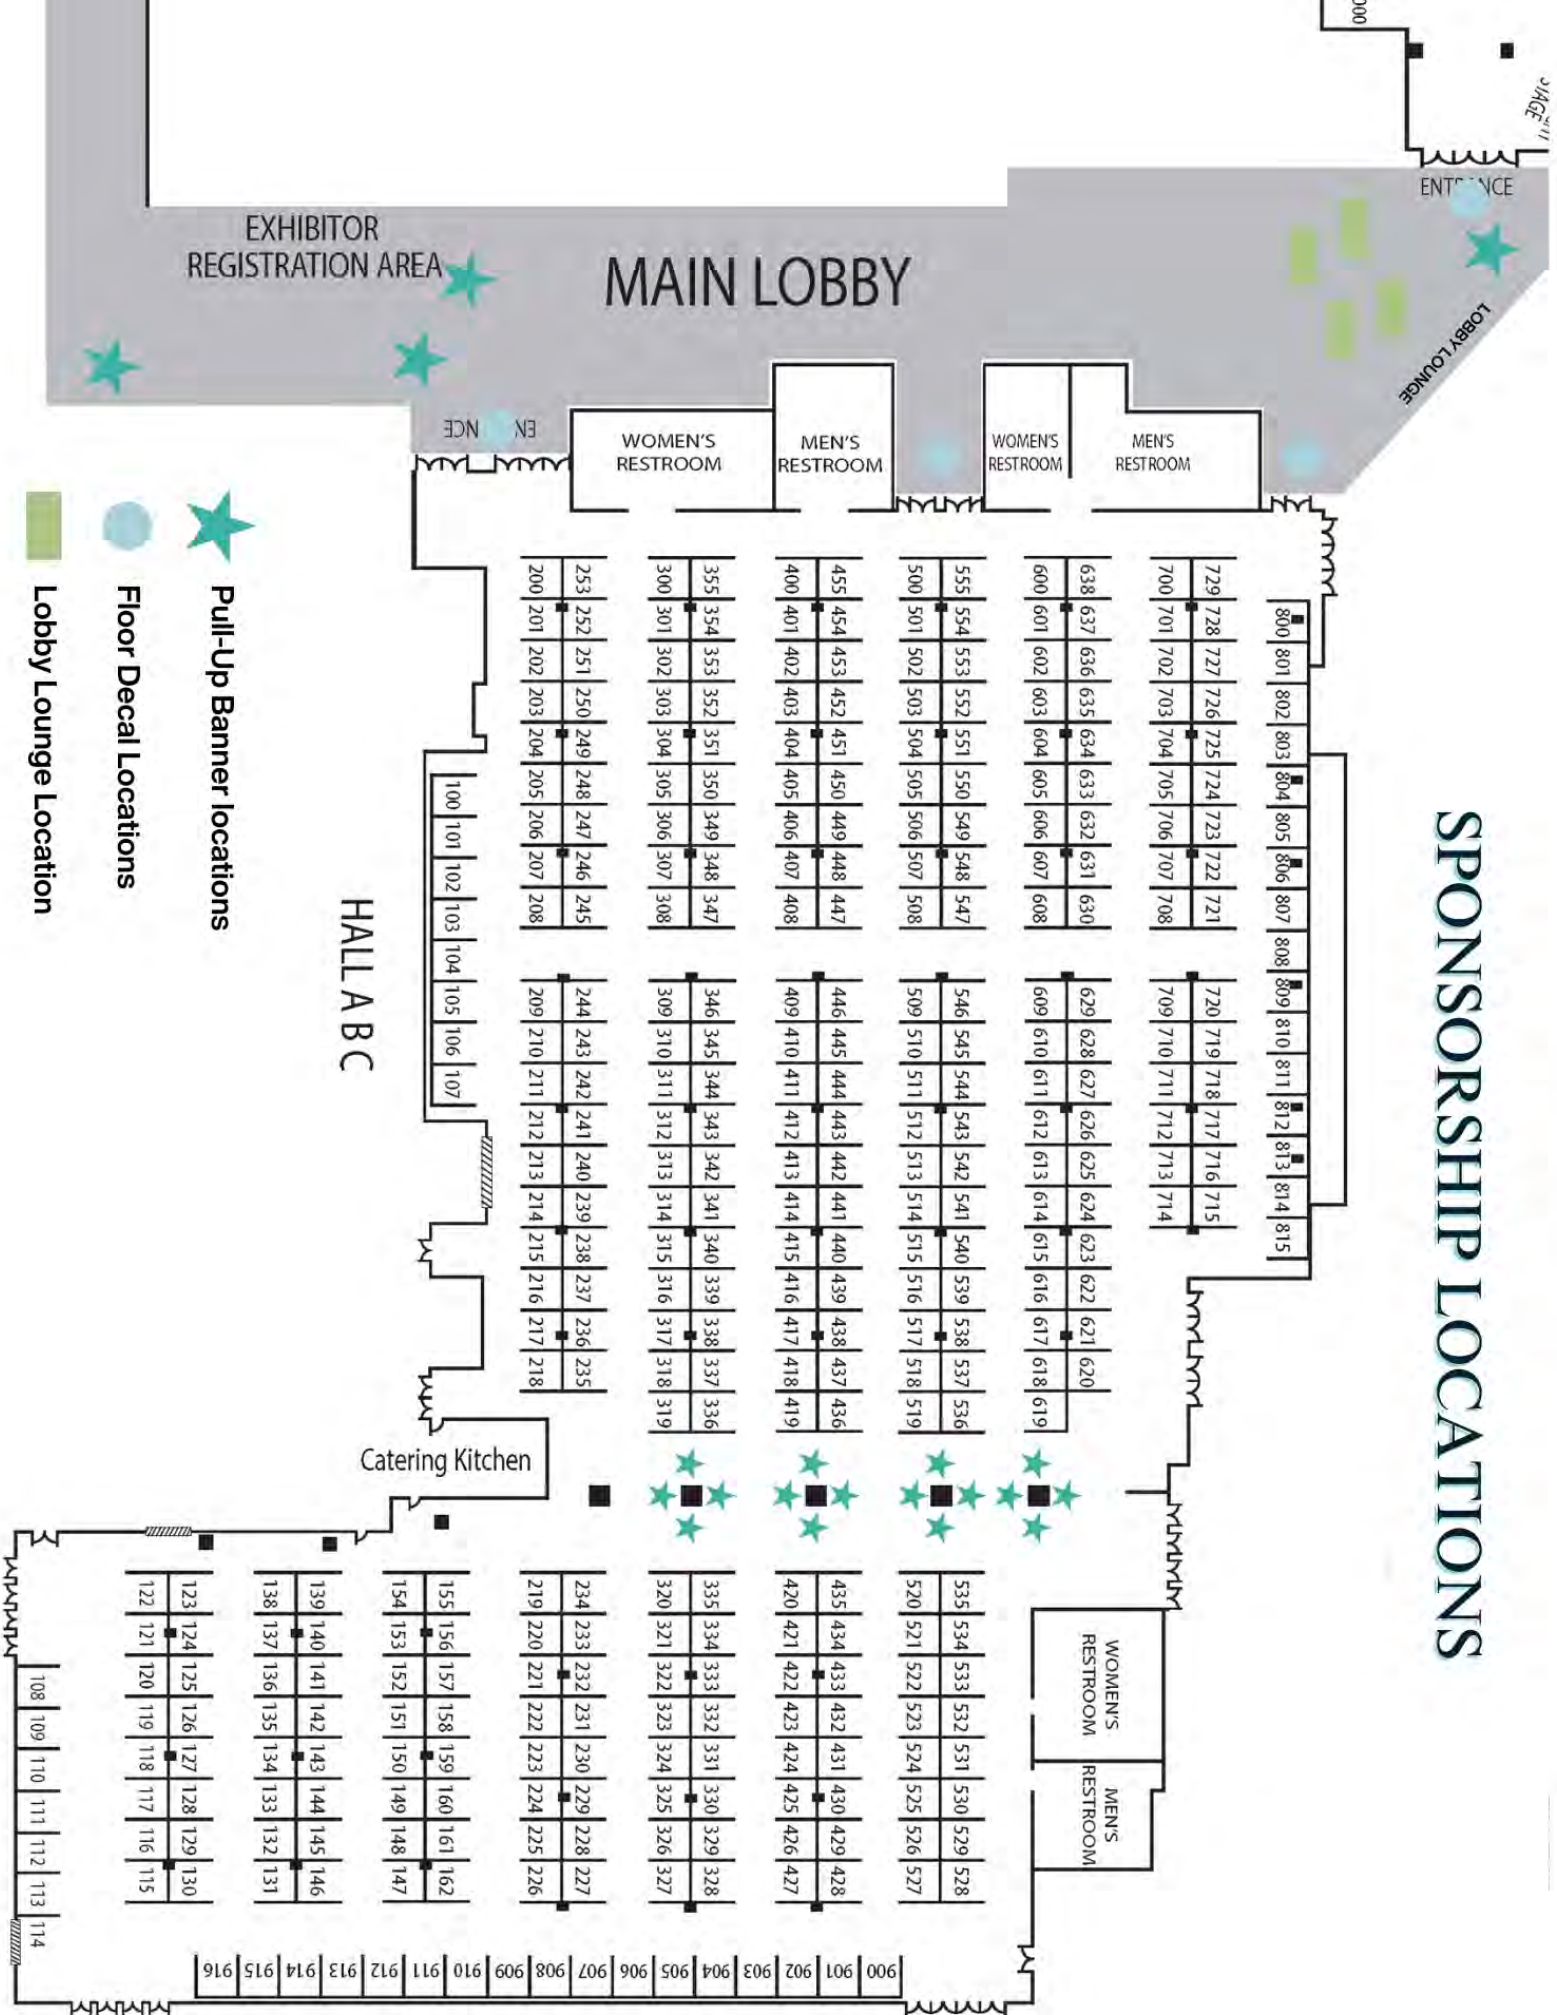 SPONSORSHIP LOCATIONS
000
STAGE
ENTRANCE
LOBBY LOUNGE
EXHIBITOR
REGISTRATION AREA
MAIN LOBBY
ENTRANCE
WOMEN'S
RESTROOM
MEN'S
RESTROOM
WOMEN'S
RESTROOM
MEN'S
RESTROOM
Pull-Up Banner locations
Floor Decal Locations
Lobby Lounge Location
HALL A B C
100 101 102 103 104 105 106 107
200 201 202 203 204 205 206 207 208
253 252 251 250 249 248 247 246 245
300 301 302 303 304 305 306 307 308
355 354 353 352 351 350 349 348 347
400 401 402 403 404 405 406 407 408
455 454 453 452 451 450 449 448 447
500 501 502 503 504 505 506 507 508
555 554 553 552 551 550 549 548 547
600 601 602 603 604 605 606 607 608
638 637 636 635 634 633 632 631 630
700 701 702 703 704 705 706 707 708
729 728 727 726 725 724 723 722 721
800 801 802 803 804 805 806 807 808 809 810 811 812 813 814 815
209 210 211 212 213 214 215 216 217 218
244 243 242 241 240 239 238 237 236 235
309 310 311 312 313 314 315 316 317 318 319
346 345 344 343 342 341 340 339 338 337 336
409 410 411 412 413 414 415 416 417 418 419
446 445 444 443 442 441 440 439 438 437 436
509 510 511 512 513 514 515 516 517 518 519
546 545 544 543 542 541 540 539 538 537 536
609 610 611 612 613 614 615 616 617 618 619
629 628 627 626 625 624 623 622 621 620
709 710 711 712 713 714
720 719 718 717 716 715
Catering Kitchen
108 109 110 111 112 113 114
122 121 120 119 118 117 116 115
123 124 125 126 127 128 129 130
138 137 136 135 134 133 132 131
139 140 141 142 143 144 145 146
154 153 152 151 150 149 148 147
155 156 157 158 159 160 161 162
219 220 221 222 223 224 225 226
234 233 232 231 230 229 228 227
320 321 322 323 324 325 326 327
335 334 333 332 331 330 329 328
420 421 422 423 424 425 426 427
435 434 433 432 431 430 429 428
520 521 522 523 524 525 526 527
535 534 533 532 531 530 529 528
WOMEN'S
RESTROOM
MEN'S
RESTROOM
900 901 902 903 904 905 906 907 908 909 910 911 912 913 914 915 916